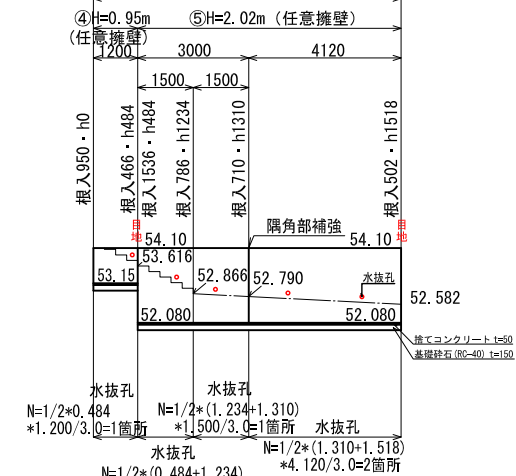 ④H=0.95m
(任意擁壁)
⑤H=2.02m (任意擁壁)
1200
3000
4120
1500
1500
根入950・h0
根入466・h484
根入1536・h484
根入786・h1234
根入710・h1310
根入502・h1518
目地
目地
隅角部補強
54.10
54.10
53.616
53.15
52.866
52.790
水抜孔
52.582
52.080
52.080
捨てコンクリート t=50
基礎砕石(RC-40) t=150
水抜孔
N=1/2*0.484
*1.200/3.0=1箇所
水抜孔
N=1/2*(1.234+1.310)
*1.500/3.0=1箇所
水抜孔
N=1/2*(1.310+1.518)
*4.120/3.0=2箇所
水抜孔
N=1/2*(0.484+1.234)